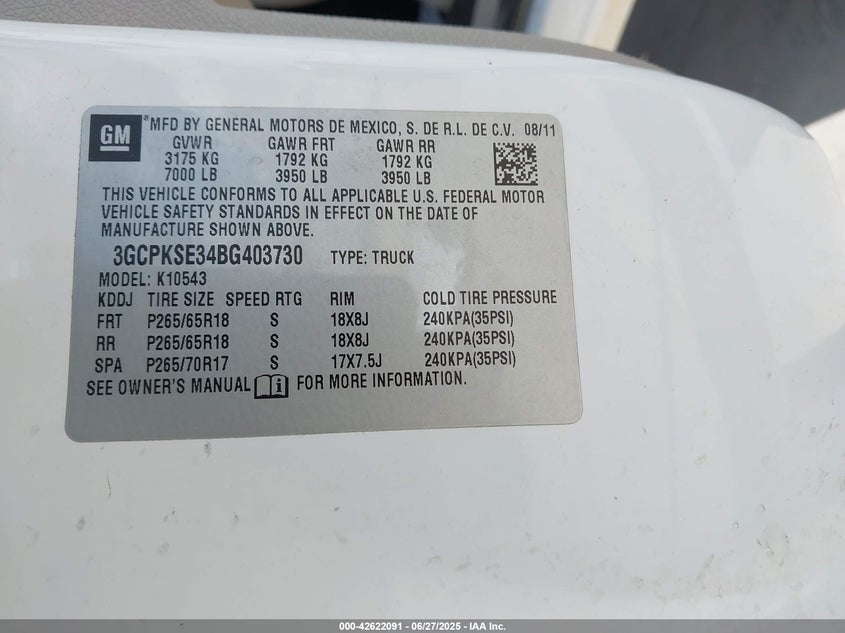 GM
*MFD BY GENERAL MOTORS DE MEXICO, S. DE R.L. DE C.V. 08/11
GVWR GAWR FRT GAWR RR
3175 KG 1792 KG 1792 KG
7000 LB 3950 LB 3950 LB
THIS VEHICLE CONFORMS TO ALL APPLICABLE U.S. FEDERAL MOTOR
VEHICLE SAFETY STANDARDS IN EFFECT ON THE DATE OF
MANUFACTURE SHOWN ABOVE.
3GCPKSE34BG403730 TYPE: TRUCK
MODEL: K10543
KDDJ TIRE SIZE SPEED RTG RIM COLD TIRE PRESSURE
FRT P265/65R18 S 18X8J 240KPA(35PSI)
RR P265/65R18 S 18X8J 240KPA(35PSI)
SPA P265/70R17 S 17X7.5J 240KPA(35PSI)
SEE OWNER'S MANUAL i FOR MORE INFORMATION.
000-42622091 - 06/27/2025 - IAA Inc.